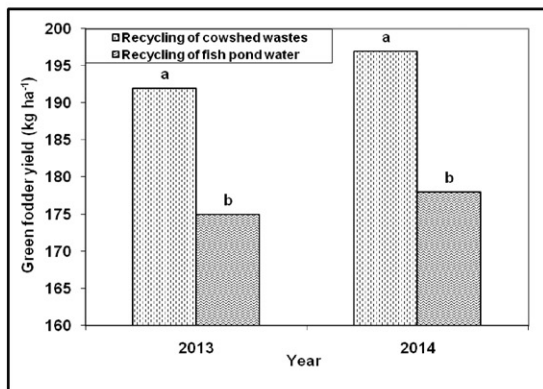 Recycling of cowshed wastes
Recycling of fish pond water
Green fodder yield (kg ha-1)
200
195
190
185
180
175
170
165
160
a
b
a
b
2013
2014
Year